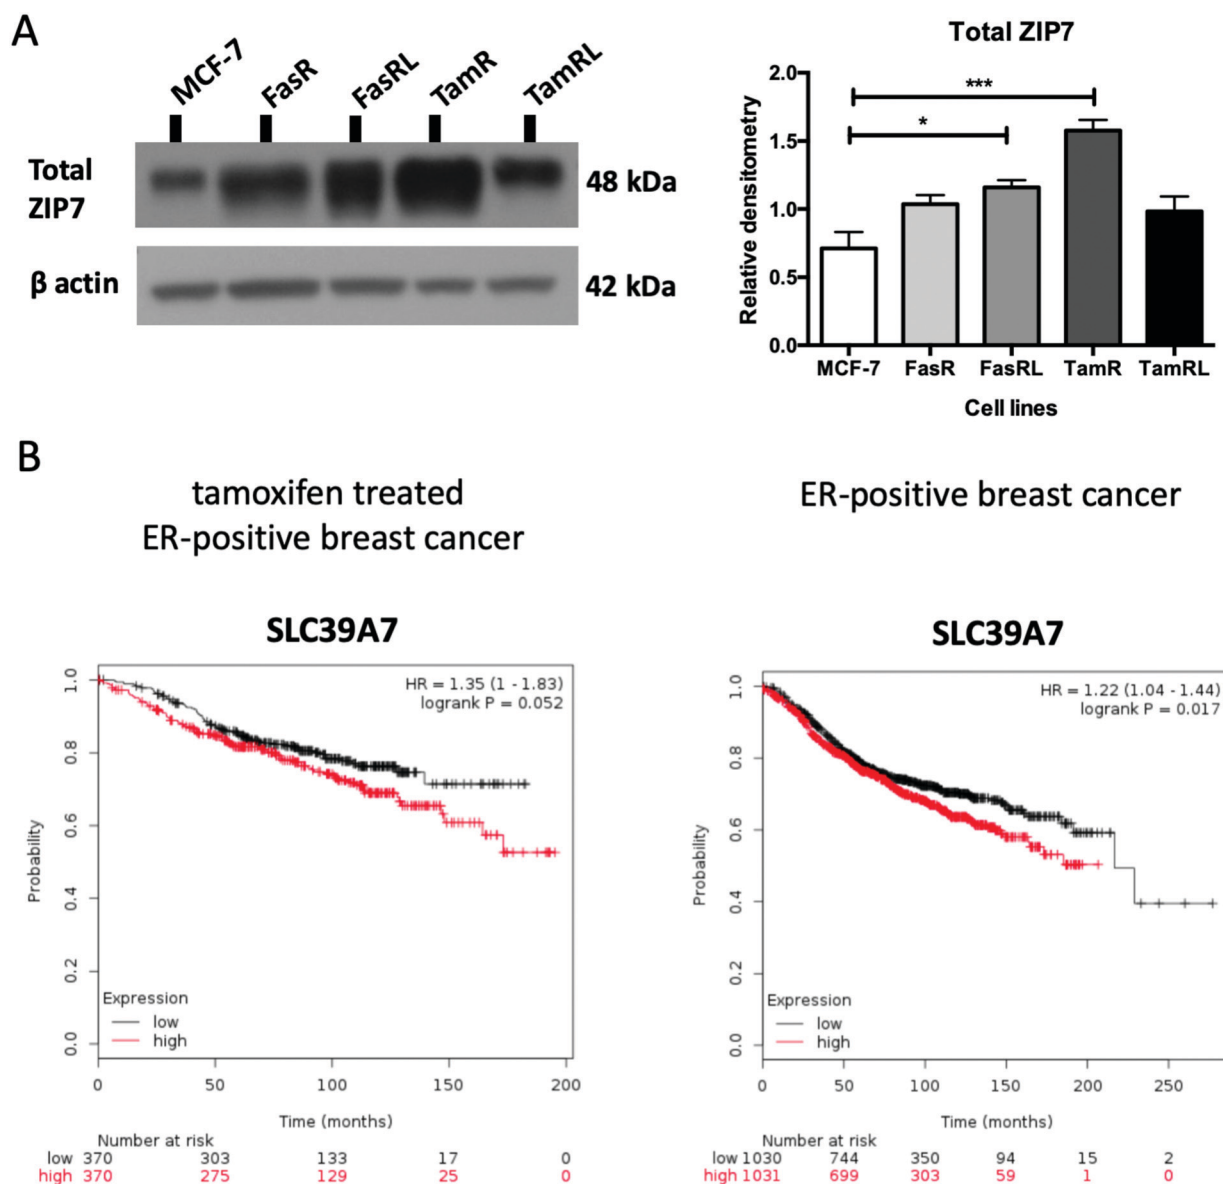 A
MCF-7
FasR
FasRL
TamR
TamRL
Total
ZIP7
48 kDa
β actin
42 kDa
Total ZIP7
Relative densitometry
2.0
1.5
1.0
0.5
0.0
***
*
MCF-7 FasR FasRL TamR TamRL
Cell lines
B
tamoxifen treated
ER-positive breast cancer
SLC39A7
HR = 1.35 (1 - 1.83)
logrank P = 0.052
Probability
1.0
0.8
0.6
0.4
0.2
0.0
Expression
low
high
0 50 100 150 200
Time (months)
Number at risk
low 370 303 133 17 0
high 370 275 129 25 0
ER-positive breast cancer
SLC39A7
HR = 1.22 (1.04 - 1.44)
logrank P = 0.017
Probability
1.0
0.8
0.6
0.4
0.2
0.0
Expression
low
high
0 50 100 150 200 250
Time (months)
Number at risk
low 1030 744 350 94 15 2
high 1031 699 303 59 1 0